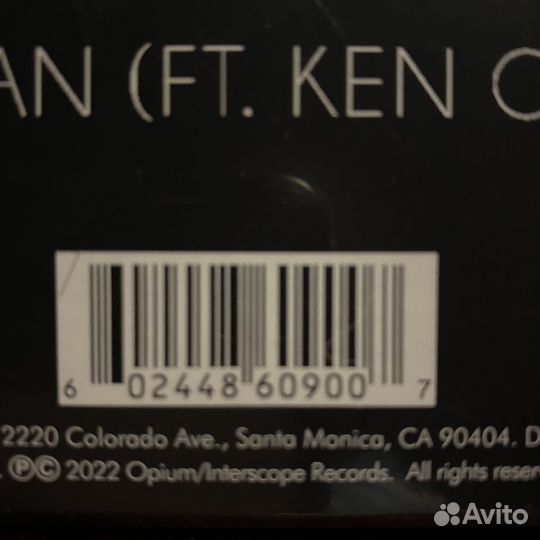 AN (FT. KEN C
6 02448 60900 7
2220 Colorado Ave., Santa Monica, CA 90404. D
. ℗© 2022 Opium/Interscope Records. All rights reser
Avito